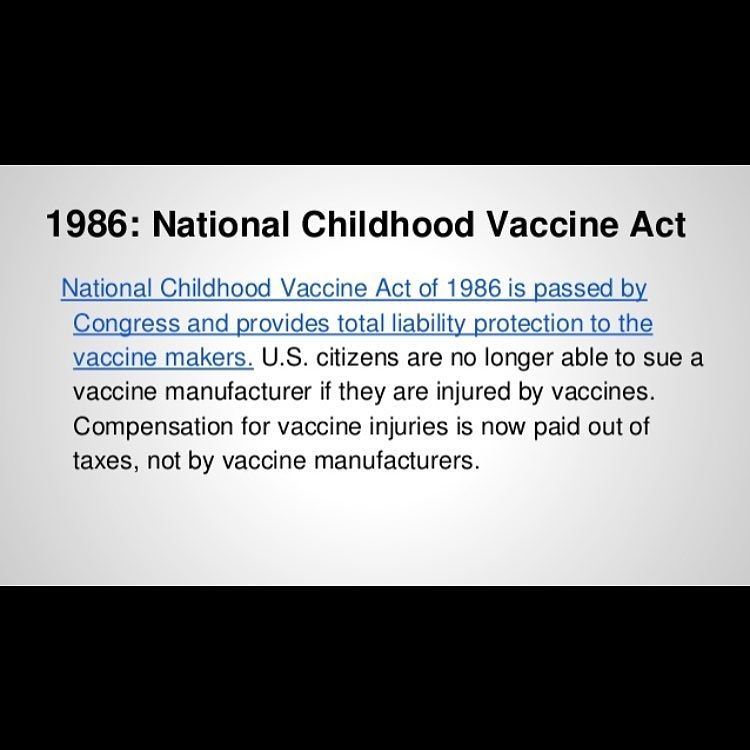 1986: National Childhood Vaccine Act
National Childhood Vaccine Act of 1986 is passed by
Congress and provides total liability protection to the
vaccine makers. U.S. citizens are no longer able to sue a
vaccine manufacturer if they are injured by vaccines.
Compensation for vaccine injuries is now paid out of
taxes, not by vaccine manufacturers.